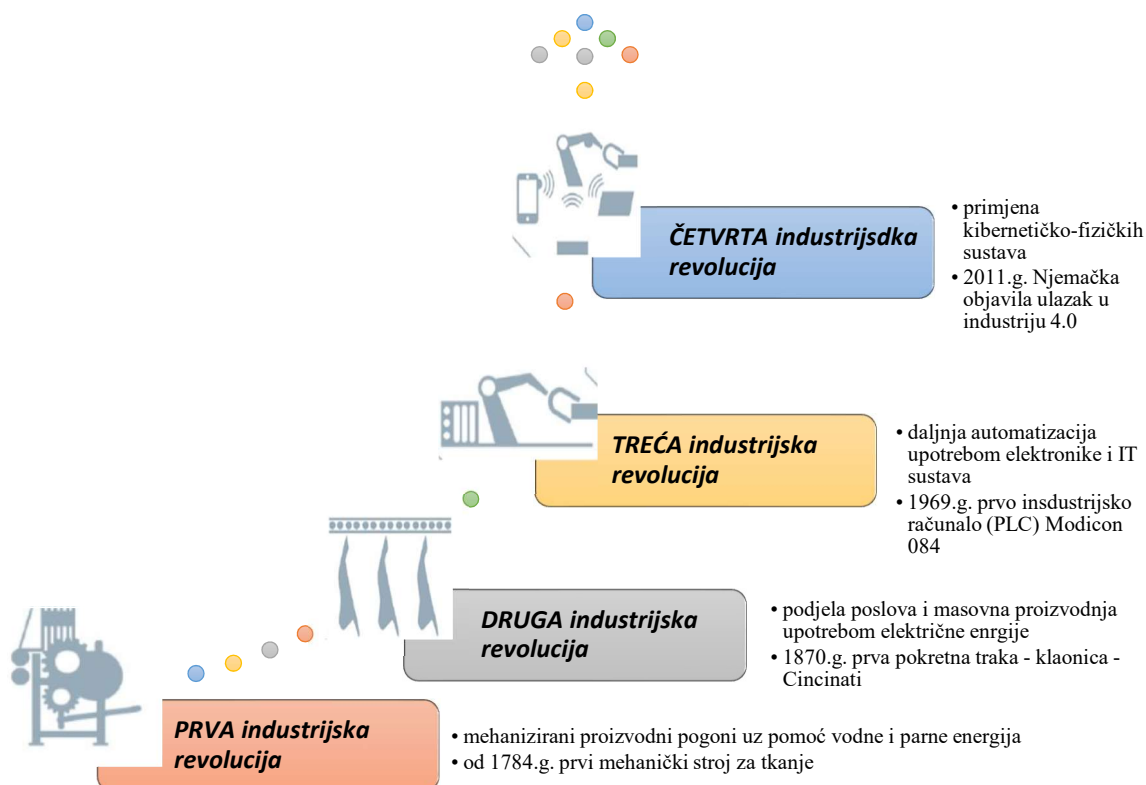 ČETVRTA industrijsdka
revolucija
• primjena
kibernetičko-fizičkih
sustava
• 2011.g. Njemačka
objavila ulazak u
industriju 4.0
TREĆA industrijska
revolucija
• daljnja automatizacija
upotrebom elektronike i IT
sustava
• 1969.g. prvo insdustrijsko
računalo (PLC) Modicon
084
DRUGA industrijska
revolucija
• podjela poslova i masovna proizvodnja
upotrebom električne enrgije
• 1870.g. prva pokretna traka - klaonica -
Cincinati
PRVA industrijska
revolucija
• mehanizirani proizvodni pogoni uz pomoć vodne i parne energija
• od 1784.g. prvi mehanički stroj za tkanje